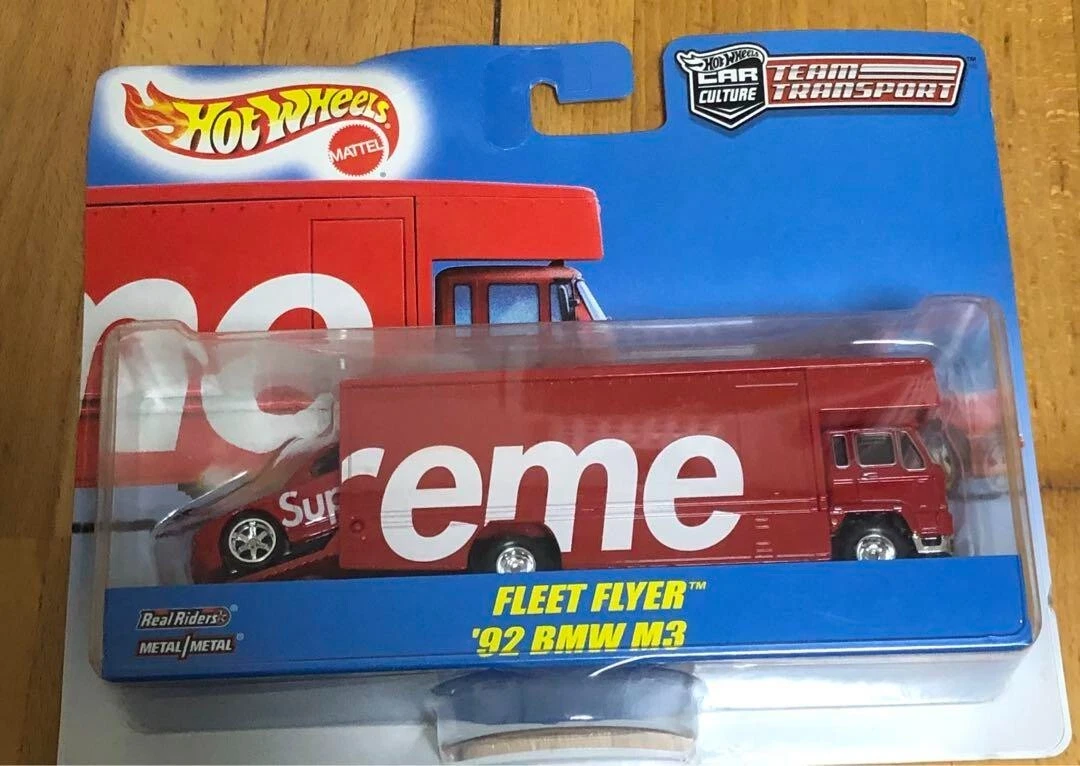 HOT WHEELS®
MATTEL®
HOT WHEELS
CAR
CULTURE
TEAM
TRANSPORT™
me
Sup
reme
Real Riders®
METAL/METAL®
FLEET FLYER™
'92 BMW M3